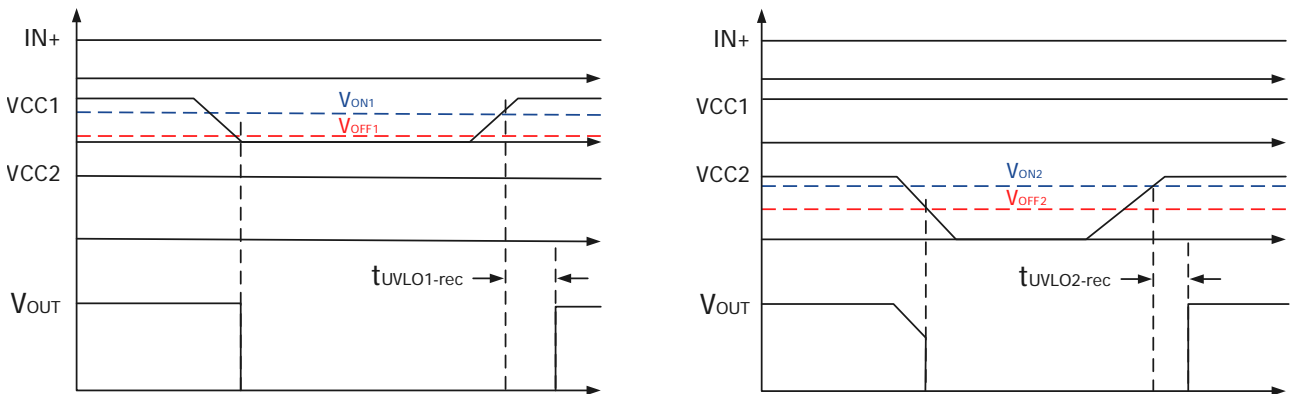 IN+
VCC1
VON1
VOFF1
VCC2
tUVLO1-rec
VOUT
IN+
VCC1
VCC2
VON2
VOFF2
tUVLO2-rec
VOUT